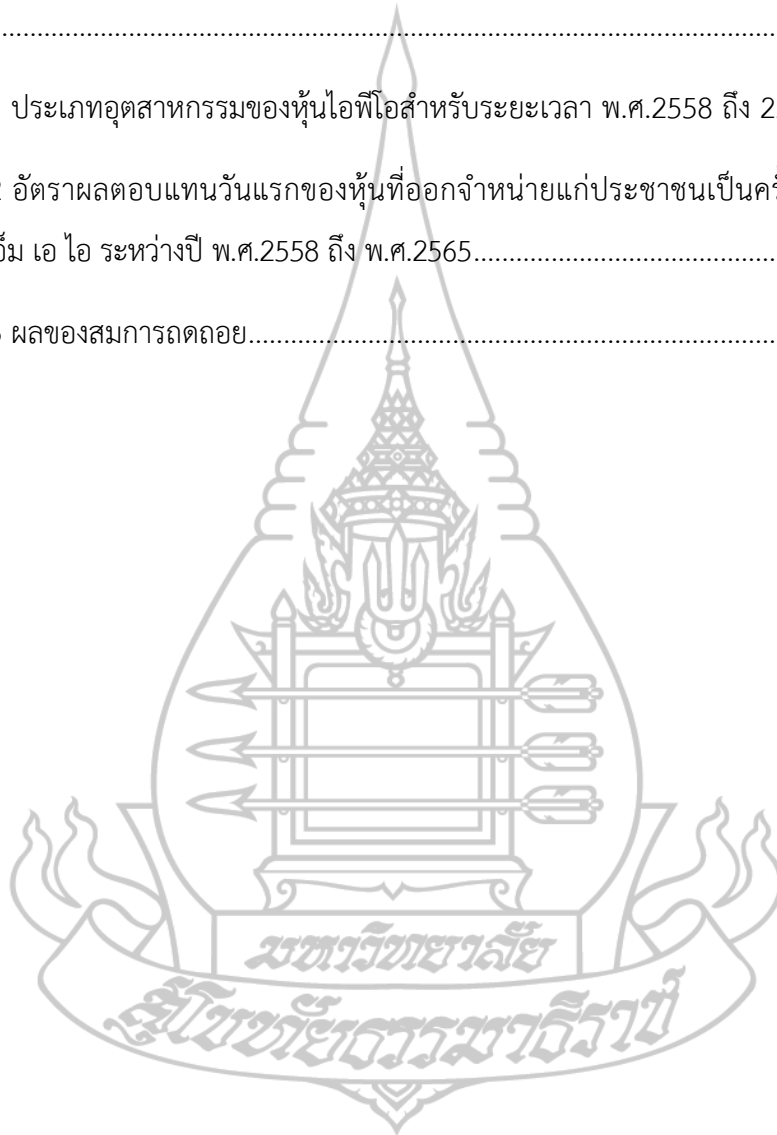 ................................................................
ประเภทอุตสาหกรรมของหุ้นไอพีโอสำหรับระยะเวลา พ.ศ.2558 ถึง
อัตราผลตอบแทนวันแรกของหุ้นที่ออกจำหน่ายแก่ประชาชนเป็น
เอ ไอ ระหว่างปี พ.ศ.2558 ถึง พ.ศ.2565................................
ผลของสมการถดถอย................................................................
มหาวิทยาลัย
สุโขทัยธรรมาธิราช